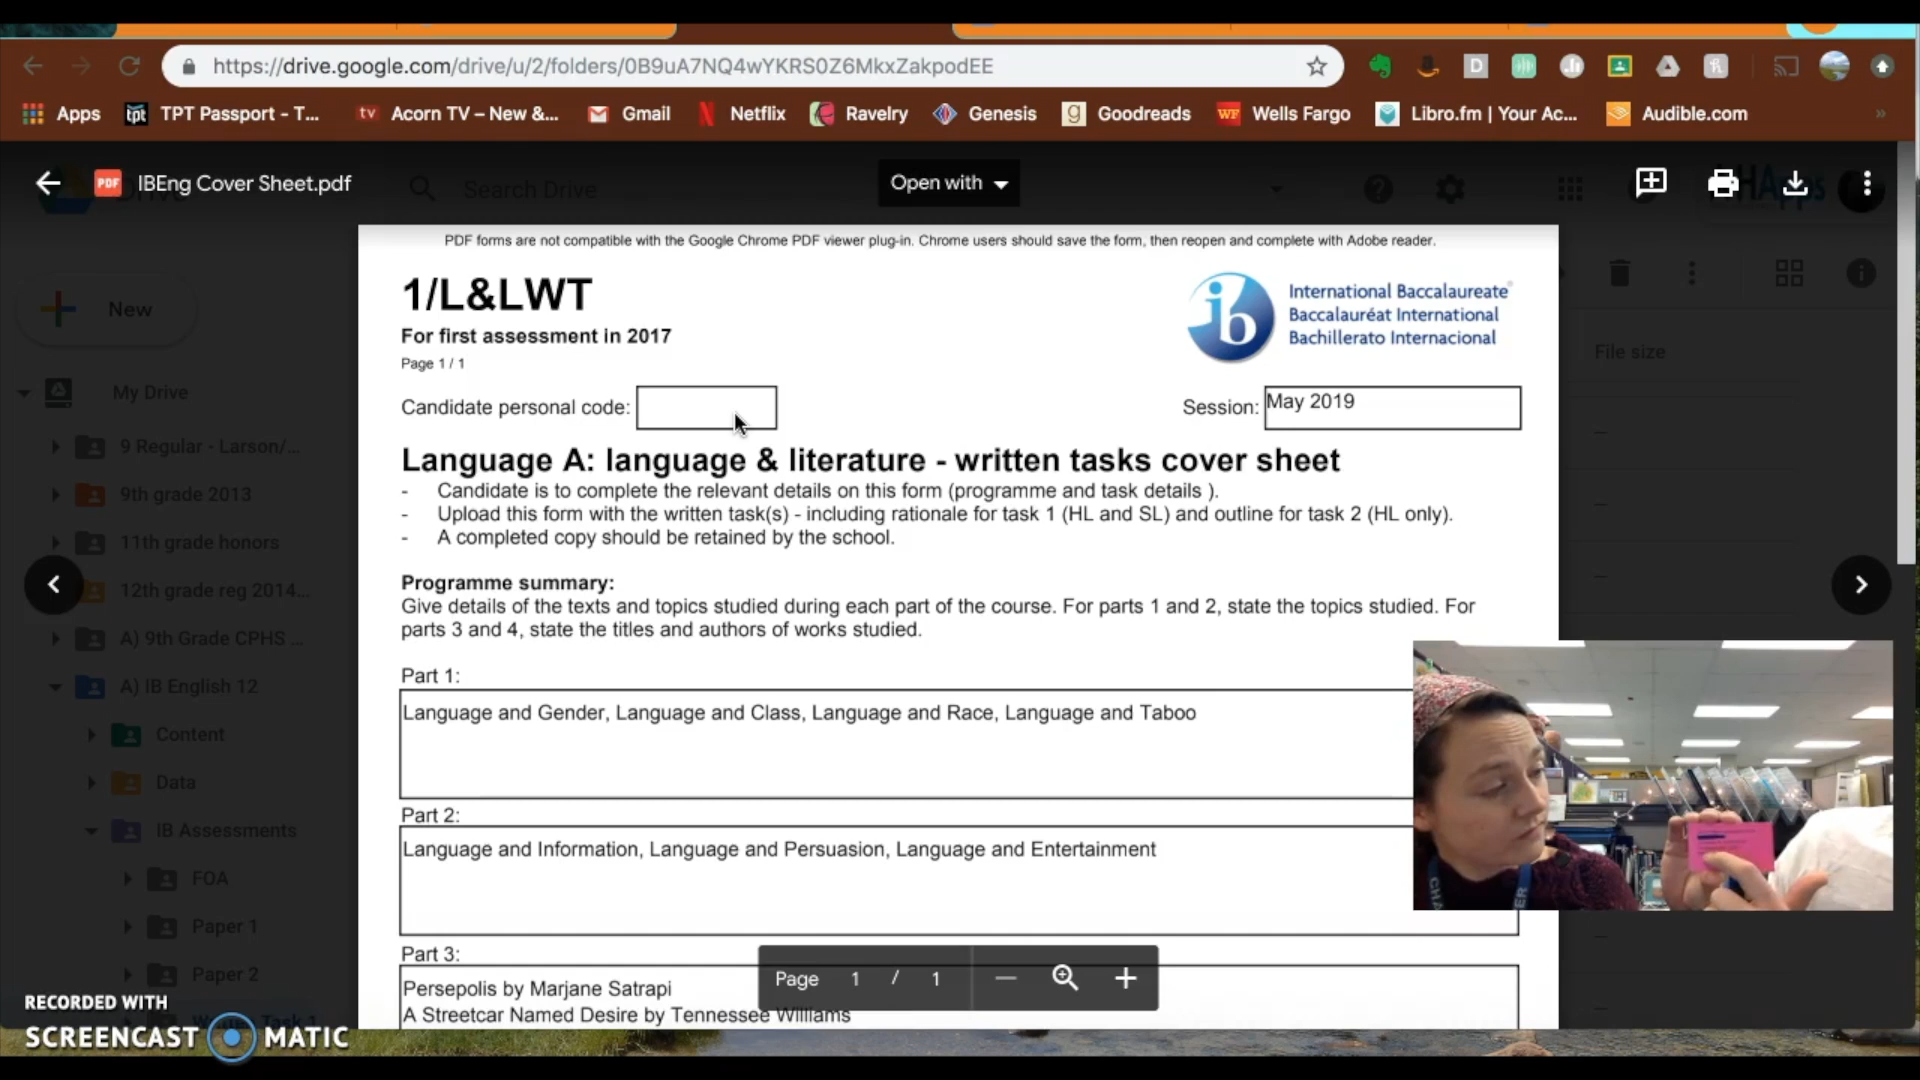 https://drive.google.com/drive/u/2/folders/0B9uA7NQ4wYKRS0Z6MkxZakpodEE
Apps
tpt TPT Passport - T...
tv Acorn TV – New &...
Gmail
Netflix
Ravelry
Genesis
g Goodreads
WF Wells Fargo
Libro.fm | Your Ac...
Audible.com
»
PDF IBEng Cover Sheet.pdf
Search Drive
Open with
Apps
PDF forms are not compatible with the Google Chrome PDF viewer plug-in. Chrome users should save the form, then reopen and complete with Adobe reader.
1/L&LWT
For first assessment in 2017
Page 1 / 1
ib
International Baccalaureate
Baccalauréat International
Bachillerato Internacional
Candidate personal code:
Session: May 2019
Language A: language & literature - written tasks cover sheet
- Candidate is to complete the relevant details on this form (programme and task details ).
- Upload this form with the written task(s) - including rationale for task 1 (HL and SL) and outline for task 2 (HL only).
- A completed copy should be retained by the school.
Programme summary:
Give details of the texts and topics studied during each part of the course. For parts 1 and 2, state the topics studied. For
parts 3 and 4, state the titles and authors of works studied.
Part 1:
Language and Gender, Language and Class, Language and Race, Language and Taboo
Part 2:
Language and Information, Language and Persuasion, Language and Entertainment
Part 3:
Persepolis by Marjane Satrapi
A Streetcar Named Desire by Tennessee Williams
Page 1 / 1
New
My Drive
9 Regular - Larson/...
9th grade 2013
11th grade honors
12th grade reg 2014...
A) 9th Grade CPHS ...
A) IB English 12
Content
Data
IB Assessments
FOA
Paper 1
Paper 2
File size
RECORDED WITH
SCREENCAST MATIC